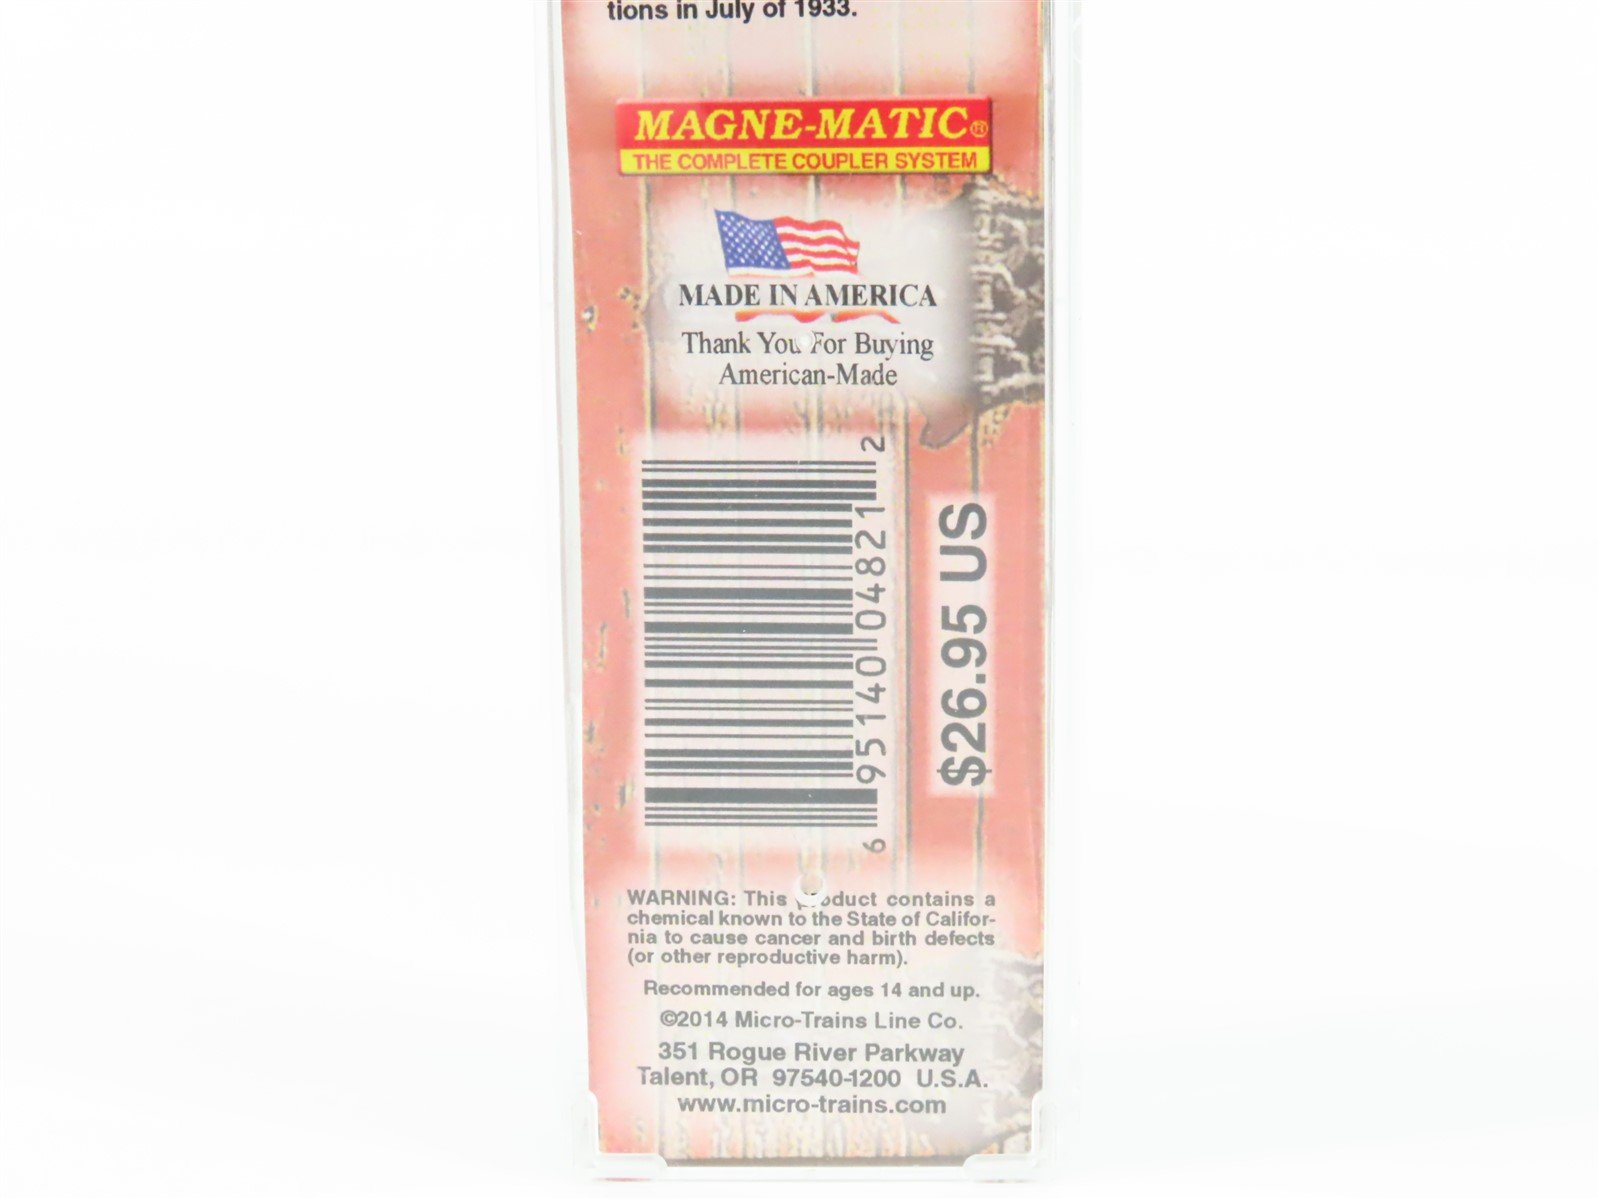 tions in July of 1933.
MAGNE-MATIC®
THE COMPLETE COUPLER SYSTEM
MADE IN AMERICA
Thank You For Buying
American-Made
6 95140 04821 2
$26.95 US
WARNING: This product contains a
chemical known to the State of Califor-
nia to cause cancer and birth defects
(or other reproductive harm).
Recommended for ages 14 and up.
©2014 Micro-Trains Line Co.
351 Rogue River Parkway
Talent, OR 97540-1200 U.S.A.
www.micro-trains.com